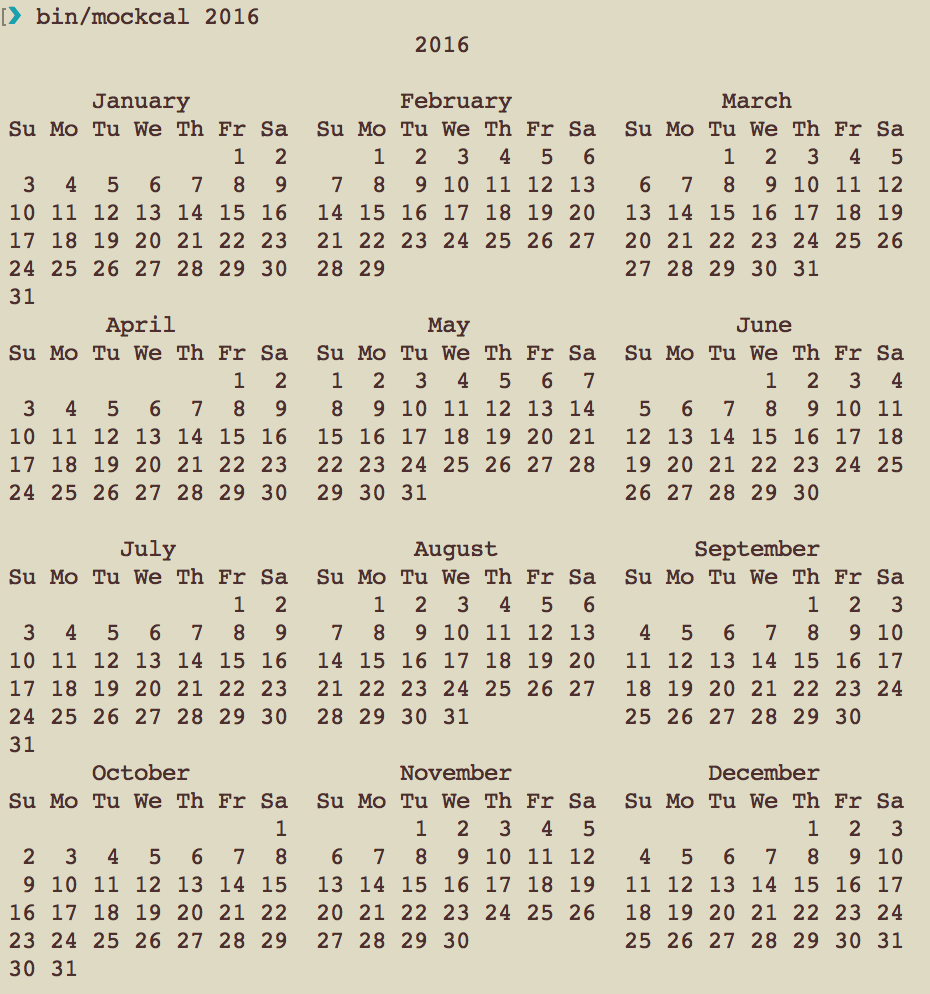 [❯ bin/mockcal 2016
                             2016

      January               February               March
Su Mo Tu We Th Fr Sa  Su Mo Tu We Th Fr Sa  Su Mo Tu We Th Fr Sa
                1  2      1  2  3  4  5  6         1  2  3  4  5
 3  4  5  6  7  8  9   7  8  9 10 11 12 13   6  7  8  9 10 11 12
10 11 12 13 14 15 16  14 15 16 17 18 19 20  13 14 15 16 17 18 19
17 18 19 20 21 22 23  21 22 23 24 25 26 27  20 21 22 23 24 25 26
24 25 26 27 28 29 30  28 29                 27 28 29 30 31
31
       April                  May                   June
Su Mo Tu We Th Fr Sa  Su Mo Tu We Th Fr Sa  Su Mo Tu We Th Fr Sa
                1  2   1  2  3  4  5  6  7            1  2  3  4
 3  4  5  6  7  8  9   8  9 10 11 12 13 14   5  6  7  8  9 10 11
10 11 12 13 14 15 16  15 16 17 18 19 20 21  12 13 14 15 16 17 18
17 18 19 20 21 22 23  22 23 24 25 26 27 28  19 20 21 22 23 24 25
24 25 26 27 28 29 30  29 30 31              26 27 28 29 30

        July                 August              September
Su Mo Tu We Th Fr Sa  Su Mo Tu We Th Fr Sa  Su Mo Tu We Th Fr Sa
                1  2      1  2  3  4  5  6               1  2  3
 3  4  5  6  7  8  9   7  8  9 10 11 12 13   4  5  6  7  8  9 10
10 11 12 13 14 15 16  14 15 16 17 18 19 20  11 12 13 14 15 16 17
17 18 19 20 21 22 23  21 22 23 24 25 26 27  18 19 20 21 22 23 24
24 25 26 27 28 29 30  28 29 30 31           25 26 27 28 29 30
31
      October               November              December
Su Mo Tu We Th Fr Sa  Su Mo Tu We Th Fr Sa  Su Mo Tu We Th Fr Sa
                   1         1  2  3  4  5               1  2  3
 2  3  4  5  6  7  8   6  7  8  9 10 11 12   4  5  6  7  8  9 10
 9 10 11 12 13 14 15  13 14 15 16 17 18 19  11 12 13 14 15 16 17
16 17 18 19 20 21 22  20 21 22 23 24 25 26  18 19 20 21 22 23 24
23 24 25 26 27 28 29  27 28 29 30           25 26 27 28 29 30 31
30 31